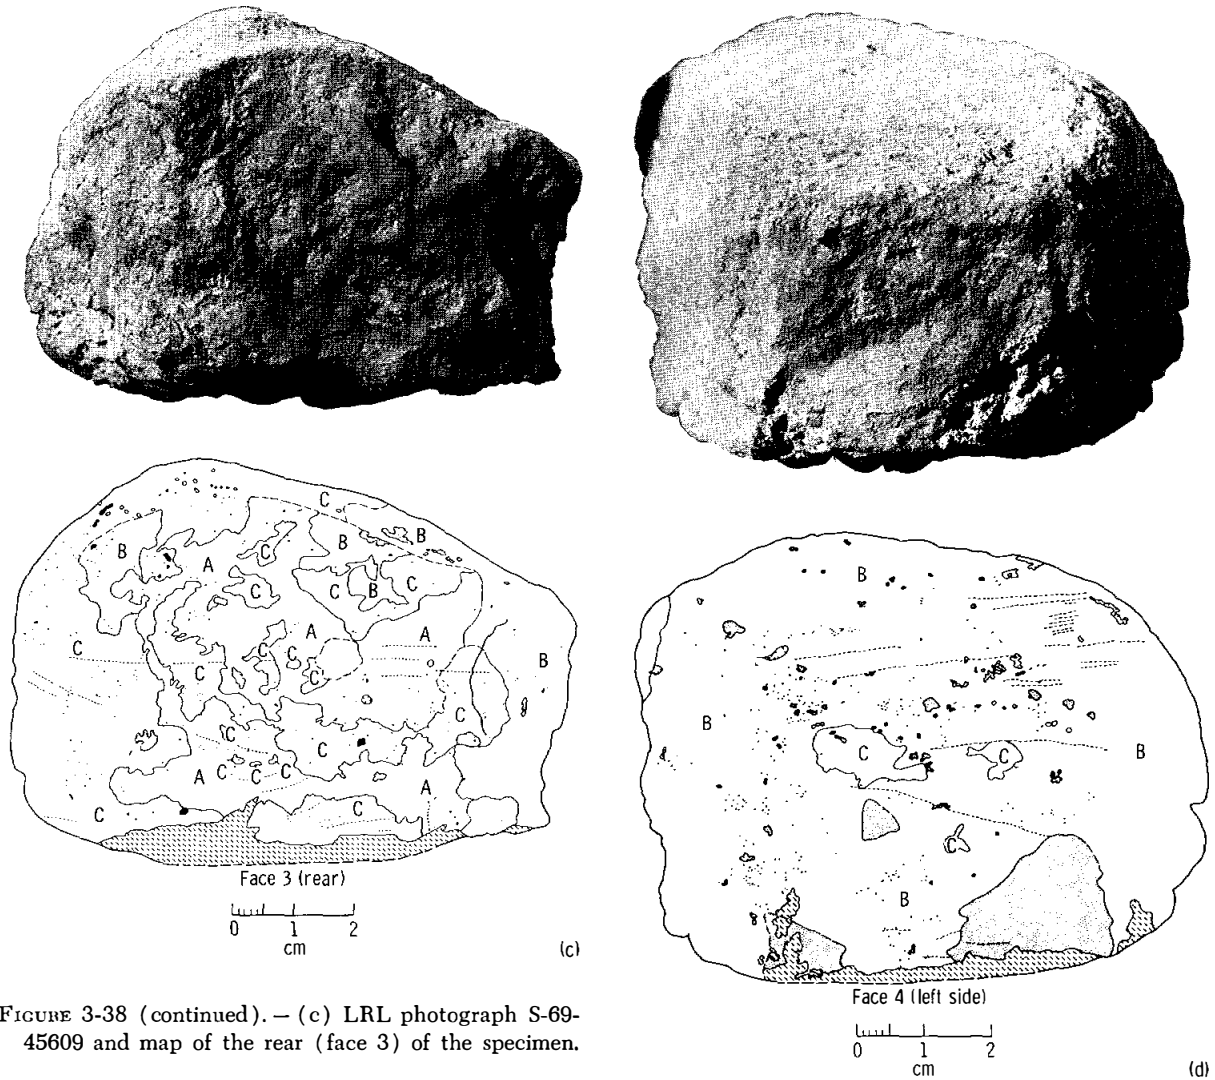 C
B
B
B
A
C
C
C
B
C
A
A
C
C
C
C
B
C
C
C
C
A
C
C
C
A
C
C
Face 3 (rear)
0 1 2
cm
(c)
FIGURE 3-38 (continued). — (c) LRL photograph S-69-
45609 and map of the rear (face 3) of the specimen.
B
B
B
C
C
C
B
Face 4 (left side)
0 1 2
cm
(d)